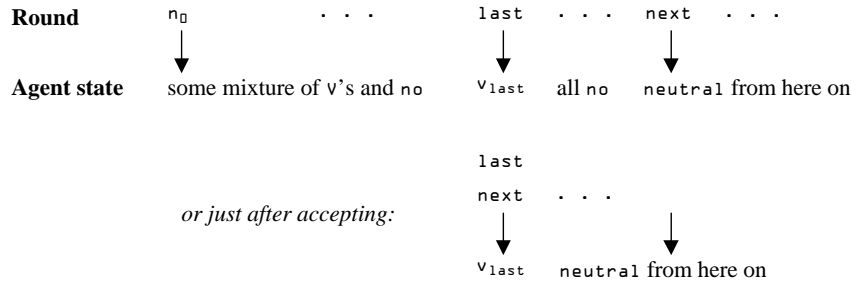 Round n₀ . . . last . . . next . . .
Agent state some mixture of v's and no vlast all no neutral from here on
last
or just after accepting: next . . .
vlast neutral from here on